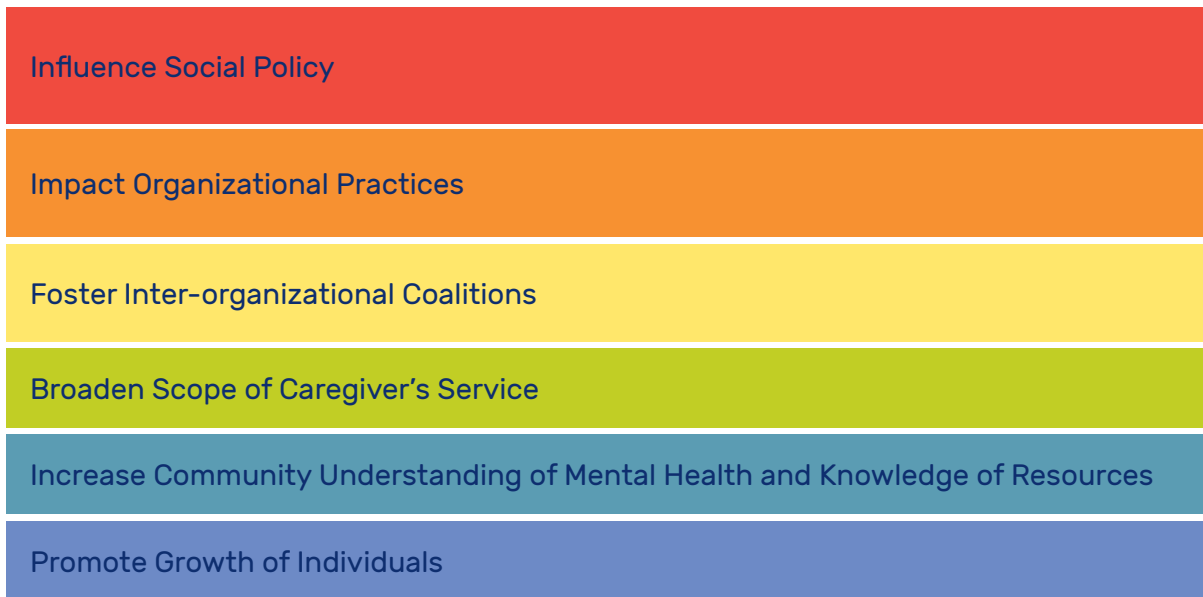 Influence Social Policy
Impact Organizational Practices
Foster Inter-organizational Coalitions
Broaden Scope of Caregiver’s Service
Increase Community Understanding of Mental Health and Knowledge of Resources
Promote Growth of Individuals